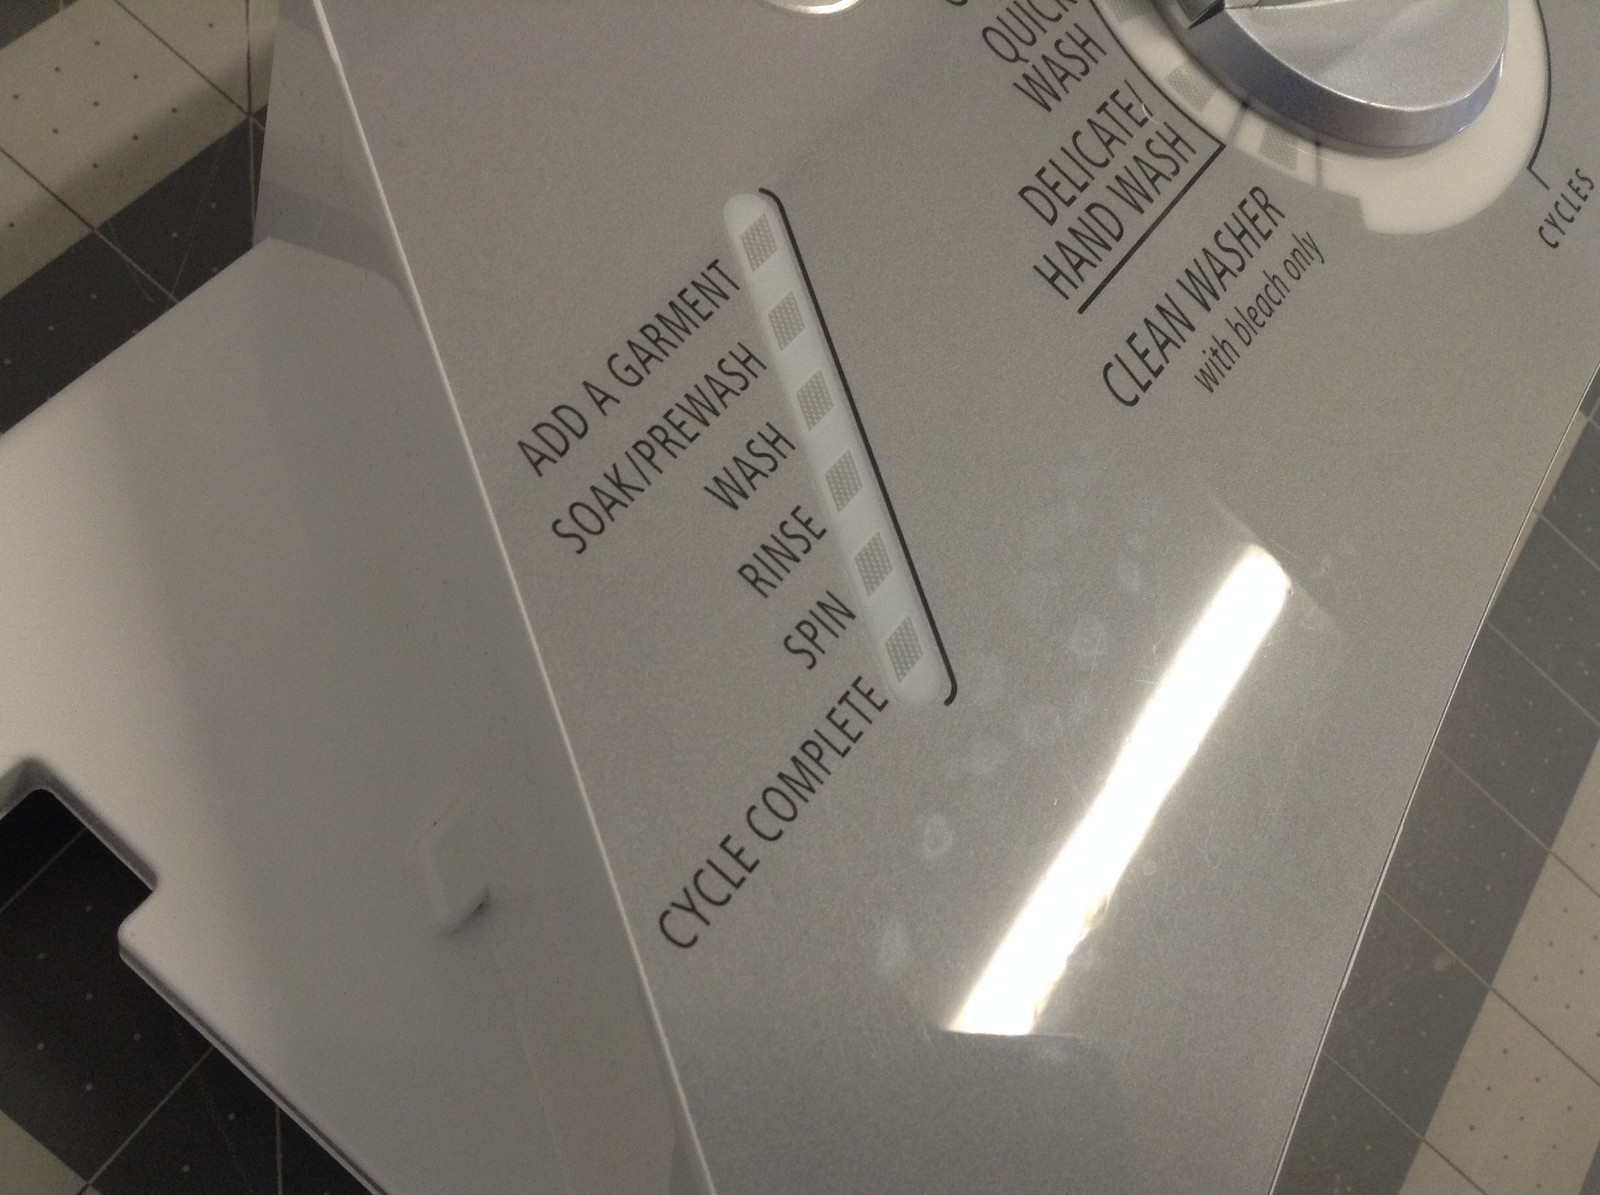 QUICK
WASH
DELICATE/
HAND WASH
CLEAN WASHER
with bleach only
CYCLES
ADD A GARMENT
SOAK/PREWASH
WASH
RINSE
SPIN
CYCLE COMPLETE